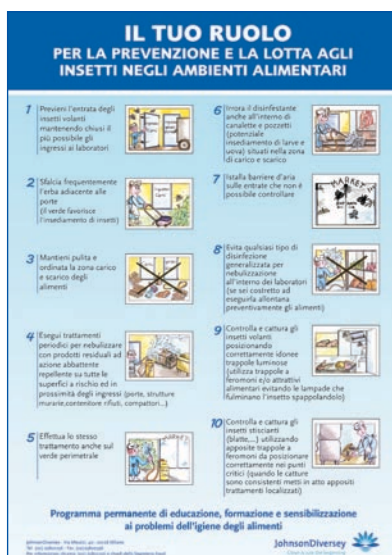 IL TUO RUOLO
PER LA PREVENZIONE E LA LOTTA AGLI
INSETTI NEGLI AMBIENTI ALIMENTARI
1
Previeni l'entrata degli
insetti volanti
mantenendo chiusi il
più possibile gli
ingressi ai laboratori
2
Sfalcia frequentemente
l'erba adiacente alle
porte
(il verde favorisce
l'insediamento di insetti)
3
Mantieni pulita e
ordinata la zona carico
e scarico degli
alimenti
4
Esegui trattamenti
periodici per nebulizzare
con prodotti residuali ad
azione abbattente
repellente su tutte le
superfici a rischio ed in
prossimità degli ingressi (porte, strutture
murarie,contenitore rifiuti, compattori...)
5
Effettua lo stesso
trattamento anche sul
verde perimetrale
6
Irrora il disinfestante
anche all'interno di
canalette e pozzetti
(potenziale
insediamento di larve e
uova) situati nella zona
di carico e scarico
7
Istalla barriere d'aria
sulle entrate che non è
possibile controllare
MARKET
8
Evita qualsiasi tipo di
disinfezione
generalizzata per
nebulizzazione
all'interno dei laboratori
(se sei costretto ad
eseguirla allontana
preventivamente gli alimenti)
9
Controlla e cattura gli
insetti volanti
posizionando
correttamente idonee
trappole luminose
(utilizza trappole a
feromoni e/o attrattivi
alimentari evitando le lampade che
fulminano l'insetto spappolandolo)
10
Controlla e cattura gli
insetti striscianti
(blatte,...) utilizzando
apposite trappole a
feromoni da posizionare
correttamente nei punti
critici (quando le catture
sono consistenti metti in atto appositi
trattamenti localizzati)
Programma permanente di educazione, formazione e sensibilizzazione
ai problemi dell'igiene degli alimenti
JohnsonDiversey